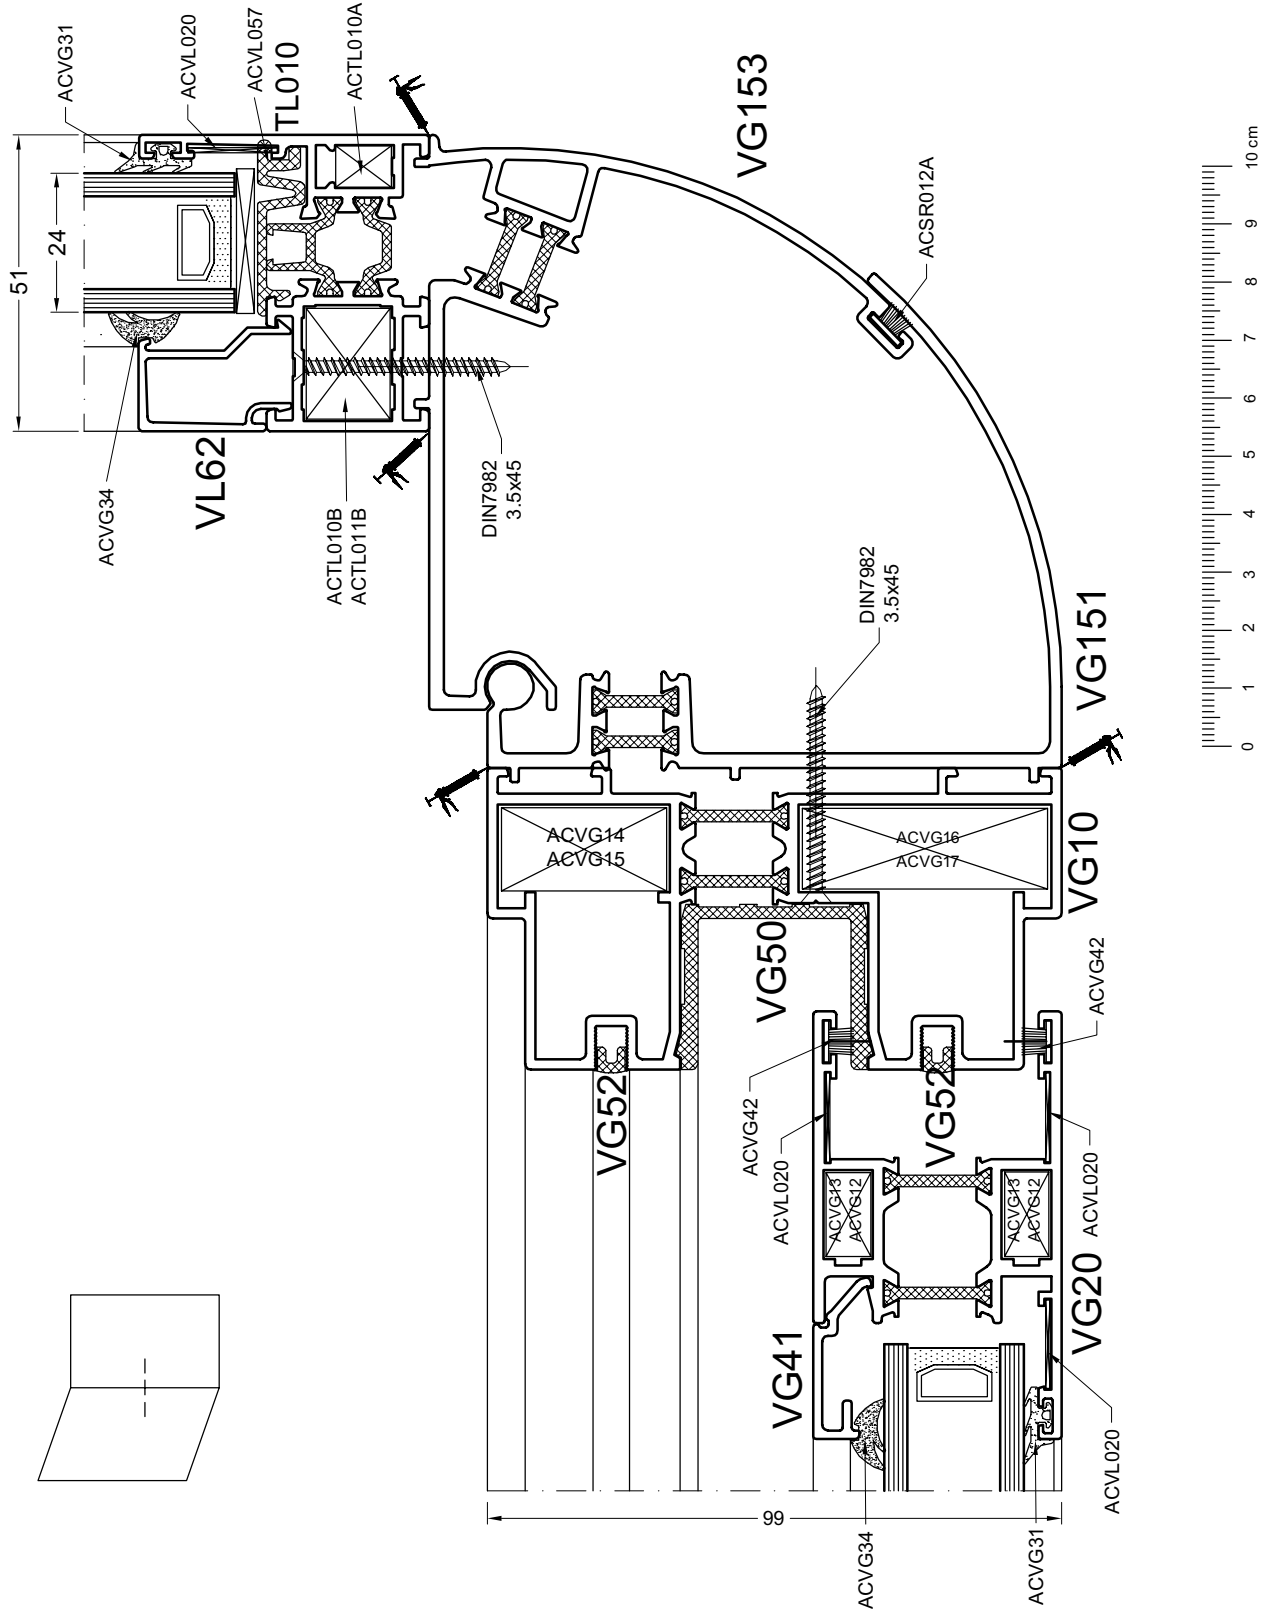 51
24
ACVG31
ACVL020
ACVL057
TL010
ACTL010A
VG153
ACSR012A
ACVG34
VL62
ACTL010B
ACTL011B
DIN7982
3.5x45
DIN7982
3.5x45
VG151
ACVG14
ACVG15
ACVG16
ACVG17
VG10
VG50
ACVG42
VG52
ACVG42
VG52
ACVL020
ACVL020
ACVG13
ACVG12
ACVG13
ACVG12
VG41
VG20
ACVL020
99
ACVG34
ACVG31
0 1 2 3 4 5 6 7 8 9 10 cm